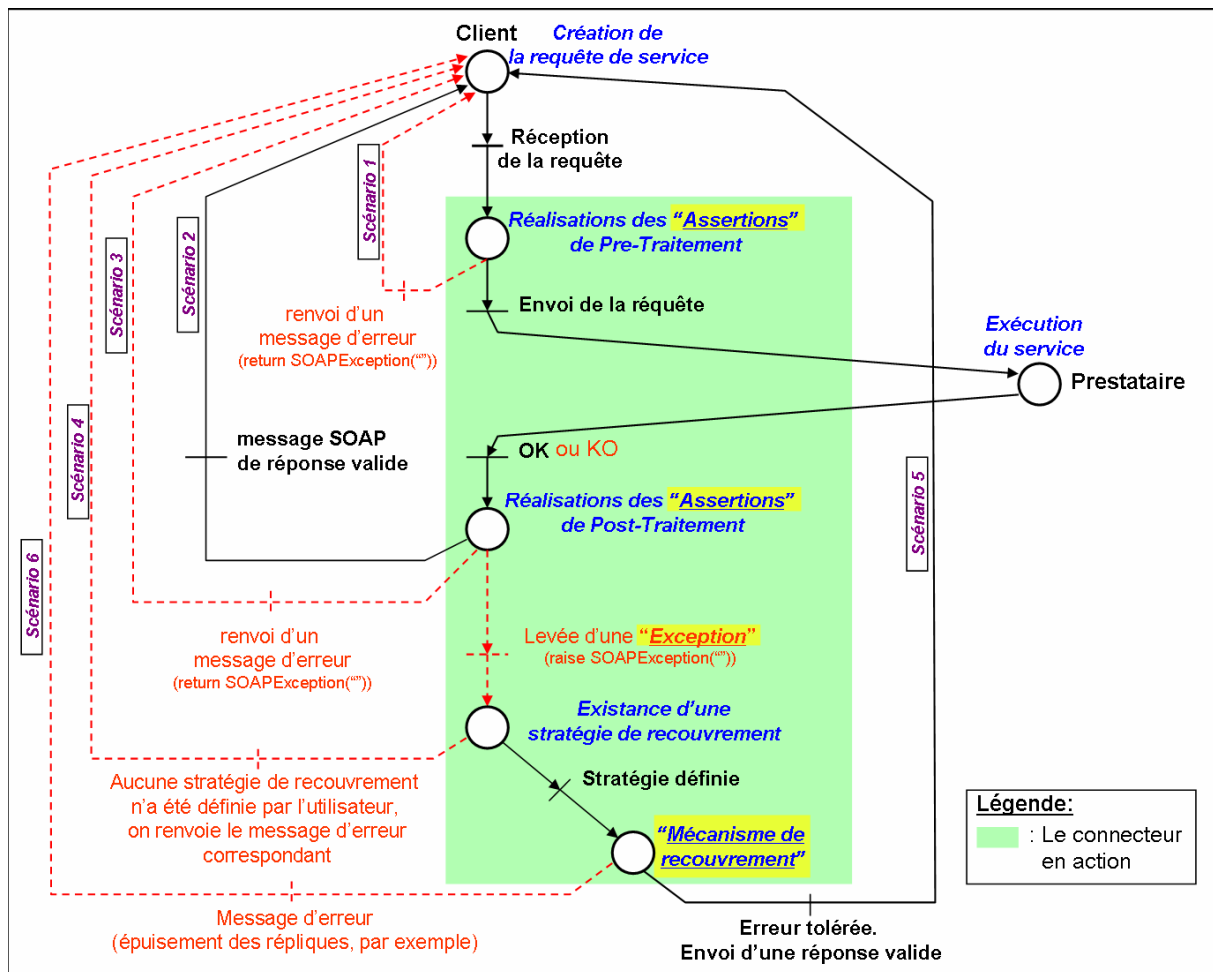 Client
Création de
la requête de service
Réception
de la requête
Scénario 1
Réalisations des “Assertions”
de Pre-Traitement
Scénario 2
Scénario 3
renvoi d’un
message d’erreur
(return SOAPException(“”))
Envoi de la réquête
Exécution
du service
Prestataire
Scénario 4
message SOAP
de réponse valide
OK ou KO
Scénario 5
Réalisations des “Assertions”
de Post-Traitement
Scénario 6
renvoi d’un
message d’erreur
(return SOAPException(“”))
Levée d’une “Exception”
(raise SOAPException(“”))
Existance d’une
stratégie de recouvrement
Stratégie définie
Aucune stratégie de recouvrement
n’a été définie par l’utilisateur,
on renvoie le message d’erreur
correspondant
“Mécanisme de
recouvrement”
Légende:
: Le connecteur
en action
Message d’erreur
(épuisement des répliques, par exemple)
Erreur tolérée.
Envoi d’une réponse valide